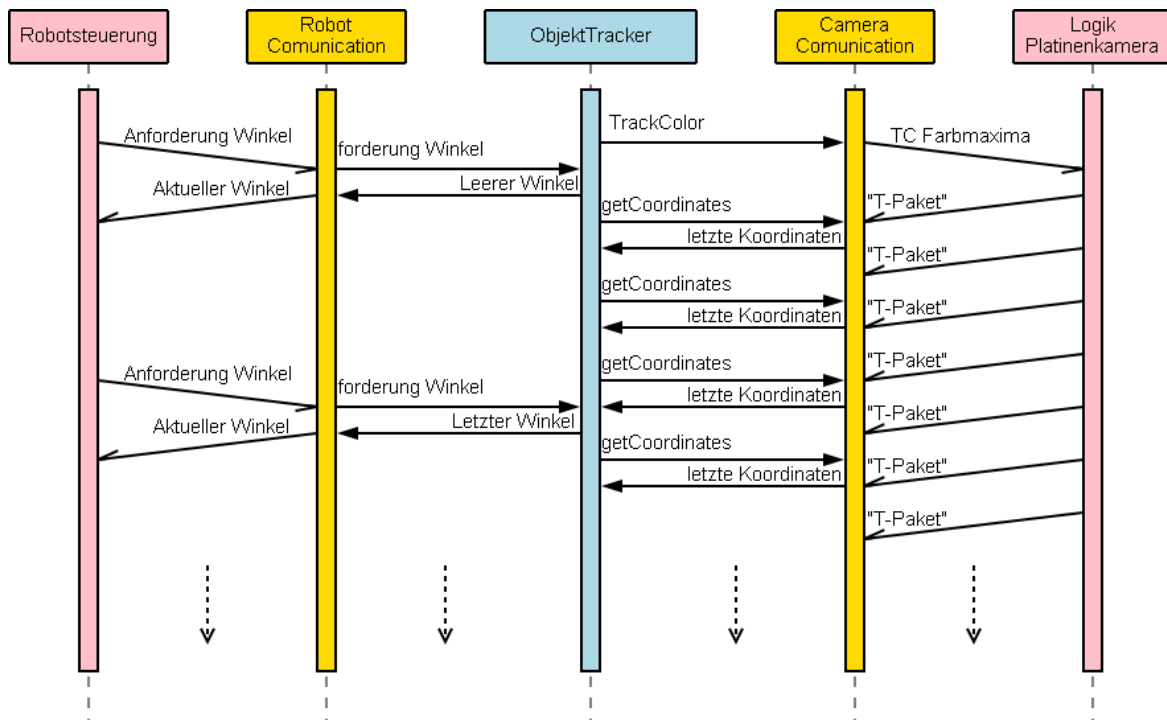 Robotsteuerung
Robot
Comunication
ObjektTracker
Camera
Comunication
Logik
Platinenkamera
TrackColor
Anforderung Winkel
TC Farbmaxima
forderung Winkel
Aktueller Winkel
Leerer Winkel
getCoordinates
"T-Paket"
letzte Koordinaten
"T-Paket"
getCoordinates
"T-Paket"
letzte Koordinaten
Anforderung Winkel
getCoordinates
"T-Paket"
forderung Winkel
letzte Koordinaten
"T-Paket"
Aktueller Winkel
Letzter Winkel
getCoordinates
"T-Paket"
letzte Koordinaten
"T-Paket"